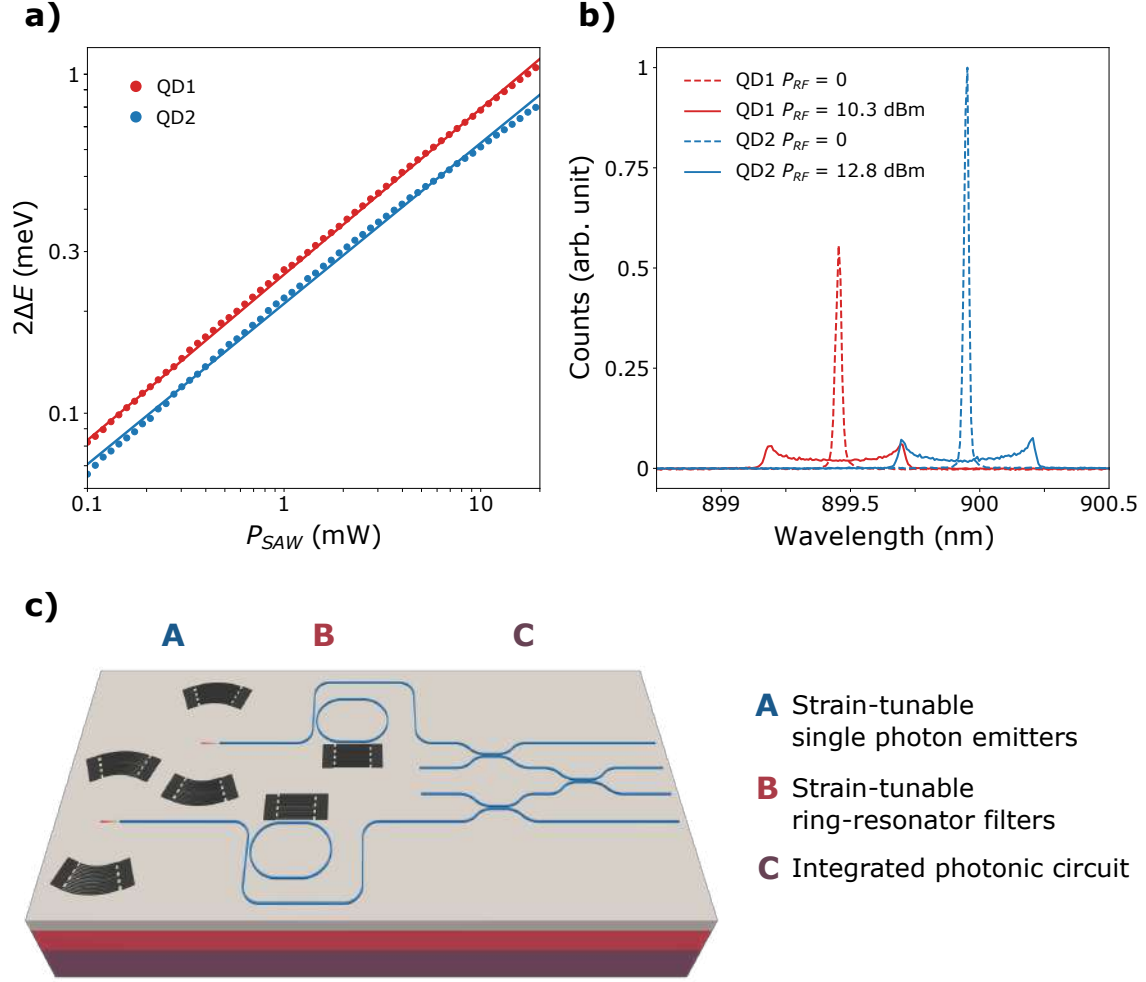 a)
1
0.3
0.1
0.1
1
10
2ΔE (meV)
P_SAW (mW)
QD1
QD2
b)
QD1 P_RF = 0
QD1 P_RF = 10.3 dBm
QD2 P_RF = 0
QD2 P_RF = 12.8 dBm
1
0.75
0.5
0.25
0
Counts (arb. unit)
899
899.5
900
900.5
Wavelength (nm)
c)
A
B
C
A Strain-tunable
single photon emitters
B Strain-tunable
ring-resonator filters
C Integrated photonic circuit